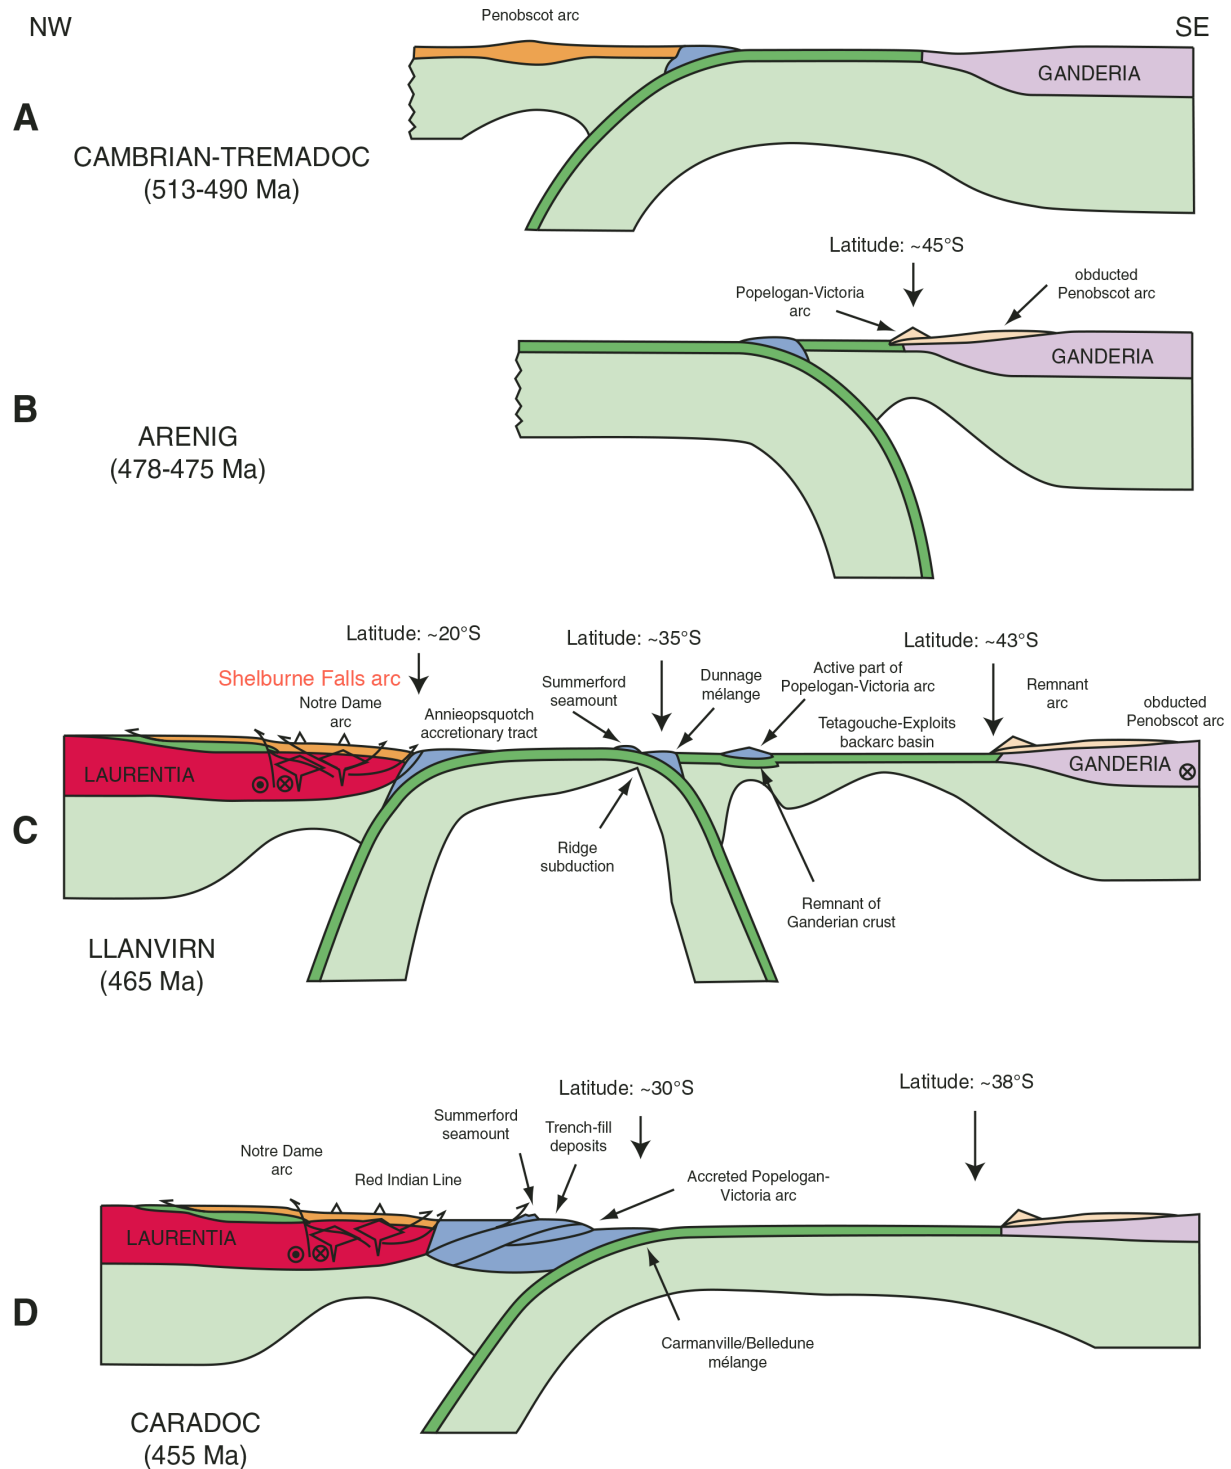 NW
Penobscot arc
SE
GANDERIA
A
CAMBRIAN-TREMADOC
(513-490 Ma)
Latitude: ~45°S
Popelogan-Victoria
arc
obducted
Penobscot arc
GANDERIA
B
ARENIG
(478-475 Ma)
Latitude: ~20°S
Latitude: ~35°S
Latitude: ~43°S
Shelburne Falls arc
Notre Dame
arc
Annieopsquotch
accretionary tract
Summerford
seamount
Dunnage
mélange
Active part of
Popelogan-Victoria arc
Tetagouche-Exploits
backarc basin
Remnant
arc
obducted
Penobscot arc
LAURENTIA
GANDERIA
C
Ridge
subduction
Remnant of
Ganderian crust
LLANVIRN
(465 Ma)
Latitude: ~30°S
Latitude: ~38°S
Notre Dame
arc
Red Indian Line
Summerford
seamount
Trench-fill
deposits
Accreted Popelogan-
Victoria arc
LAURENTIA
D
Carmanville/Belledune
mélange
CARADOC
(455 Ma)